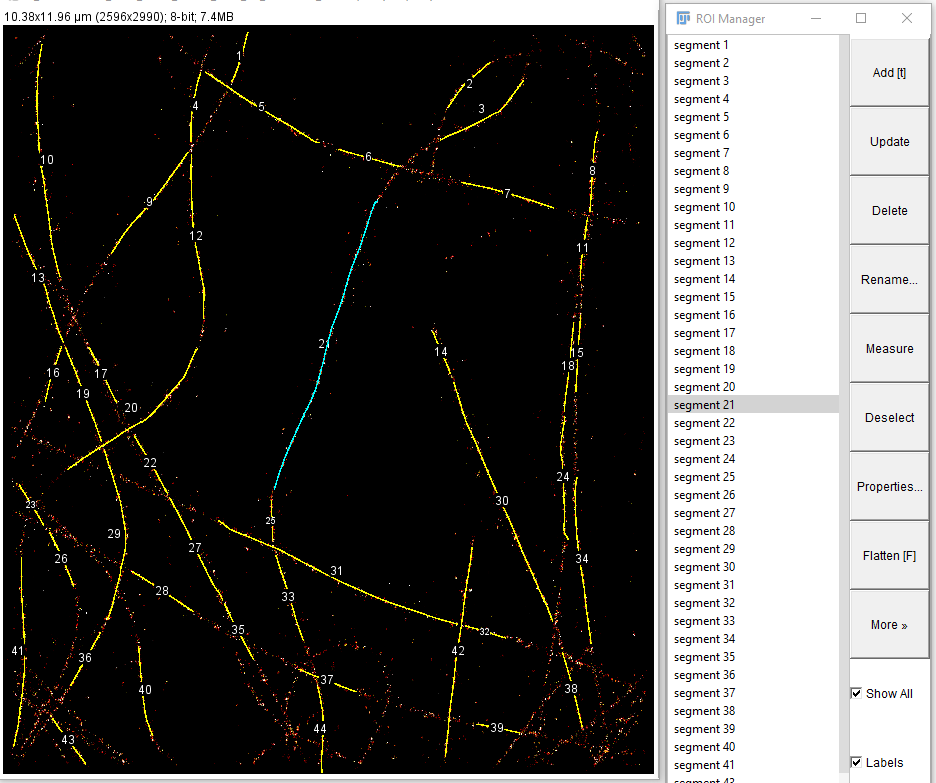 10.38x11.96 µm (2596x2990); 8-bit; 7.4MB
ROI Manager
segment 1
segment 2
segment 3
segment 4
segment 5
segment 6
segment 7
segment 8
segment 9
segment 10
segment 11
segment 12
segment 13
segment 14
segment 15
segment 16
segment 17
segment 18
segment 19
segment 20
segment 21
segment 22
segment 23
segment 24
segment 25
segment 26
segment 27
segment 28
segment 29
segment 30
segment 31
segment 32
segment 33
segment 34
segment 35
segment 36
segment 37
segment 38
segment 39
segment 40
segment 41
Add [t]
Update
Delete
Rename...
Measure
Deselect
Properties...
Flatten [F]
More »
Show All
Labels
1
2
3
4
5
6
7
8
9
10
11
12
13
14
15
16
17
18
19
20
21
22
23
24
25
26
27
28
29
30
31
32
33
34
35
36
37
38
39
40
41
42
43
44